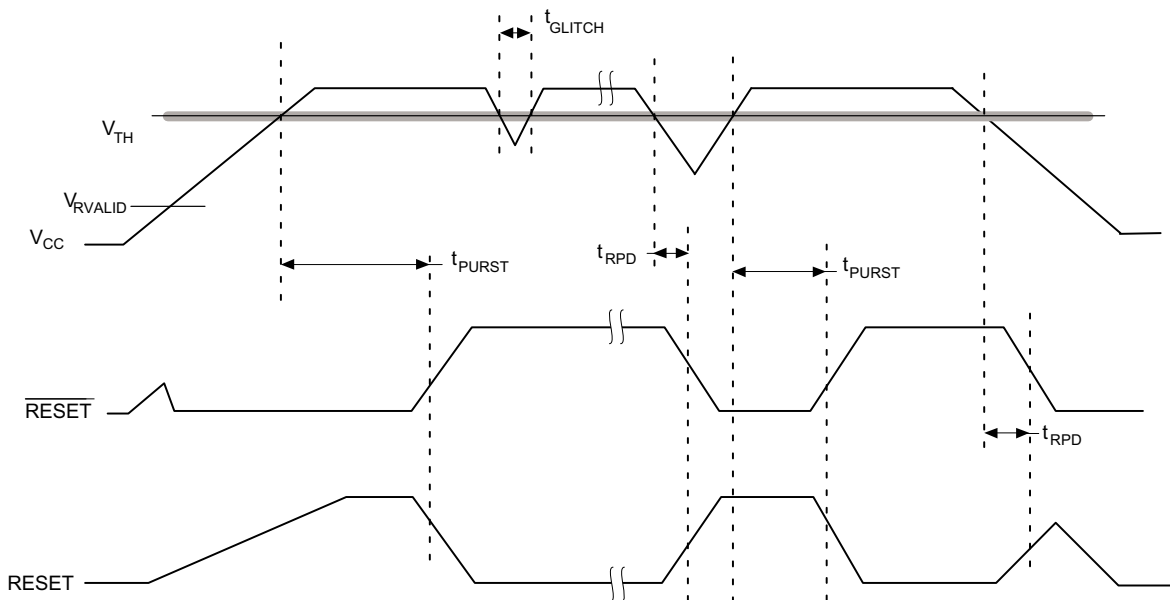 tGLITCH
VTH
VRVALID
VCC
tPURST
tRPD
tPURST
RESET
tRPD
RESET